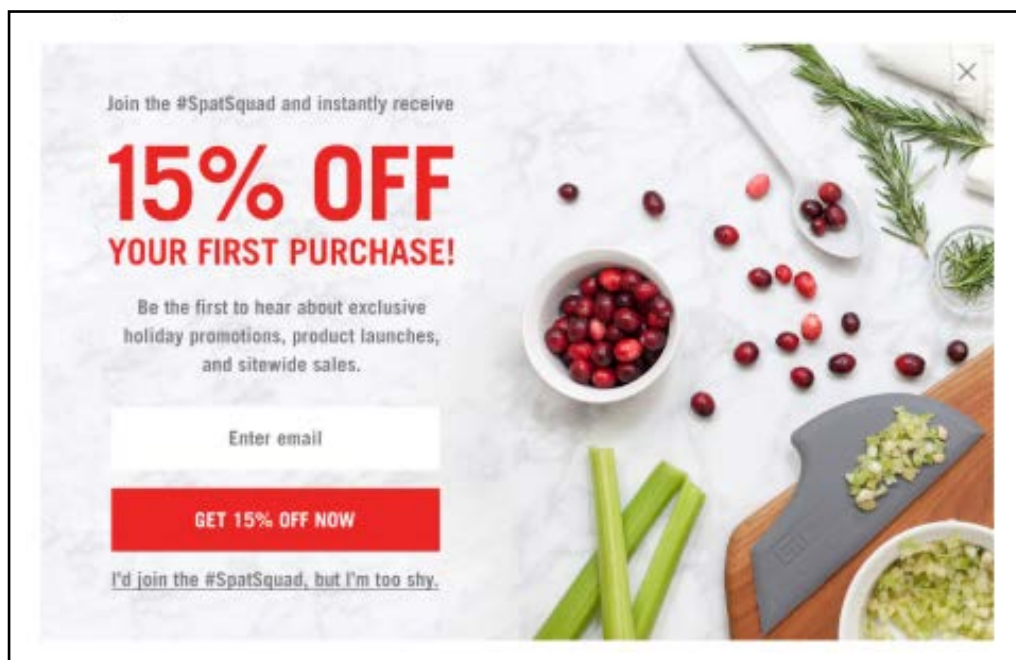 Join the #SpatSquad and instantly receive
15% OFF
YOUR FIRST PURCHASE!
Be the first to hear about exclusive
holiday promotions, product launches,
and sitewide sales.
Enter email
GET 15% OFF NOW
I'd join the #SpatSquad, but I'm too shy.